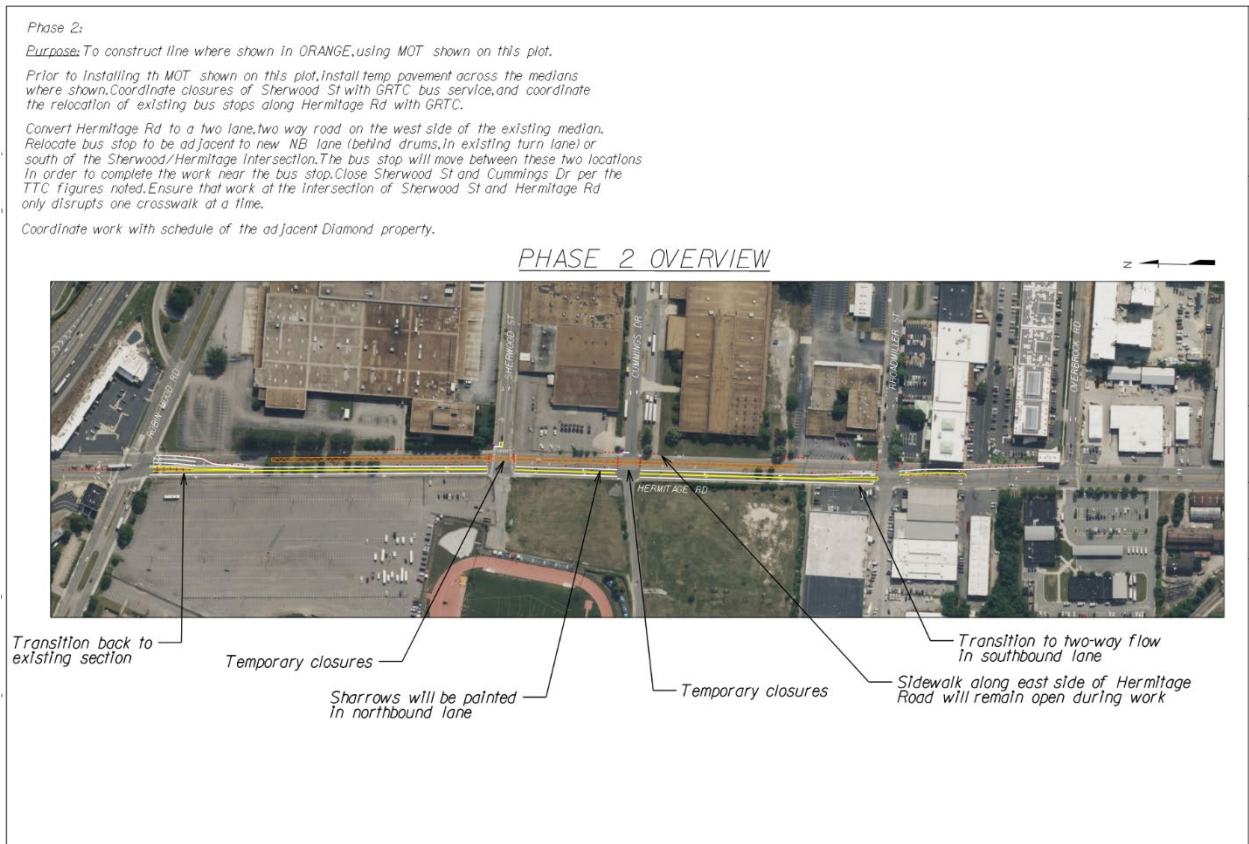 Phase 2:
Purpose: To construct line where shown in ORANGE, using MOT shown on this plot.
Prior to installing th MOT shown on this plot, install temp pavement across the medians
where shown. Coordinate closures of Sherwood St with GRTC bus service, and coordinate
the relocation of existing bus stops along Hermitage Rd with GRTC.
Convert Hermitage Rd to a two lane, two way road on the west side of the existing median.
Relocate bus stop to be adjacent to new NB lane (behind drums, in existing turn lane) or
south of the Sherwood/Hermitage intersection. The bus stop will move between these two locations
in order to complete the work near the bus stop. Close Sherwood St and Cummings Dr per the
TTC figures noted. Ensure that work at the intersection of Sherwood St and Hermitage Rd
only disrupts one crosswalk at a time.
Coordinate work with schedule of the adjacent Diamond property.
PHASE 2 OVERVIEW
N
ROBIN HOOD RD
SHERWOOD ST
CUMMINGS DR
RHOADMILLER ST
OVERBROOK RD
HERMITAGE RD
Transition back to
existing section
Temporary closures
Sharrows will be painted
in northbound lane
Temporary closures
Transition to two-way flow
in southbound lane
Sidewalk along east side of Hermitage
Road will remain open during work